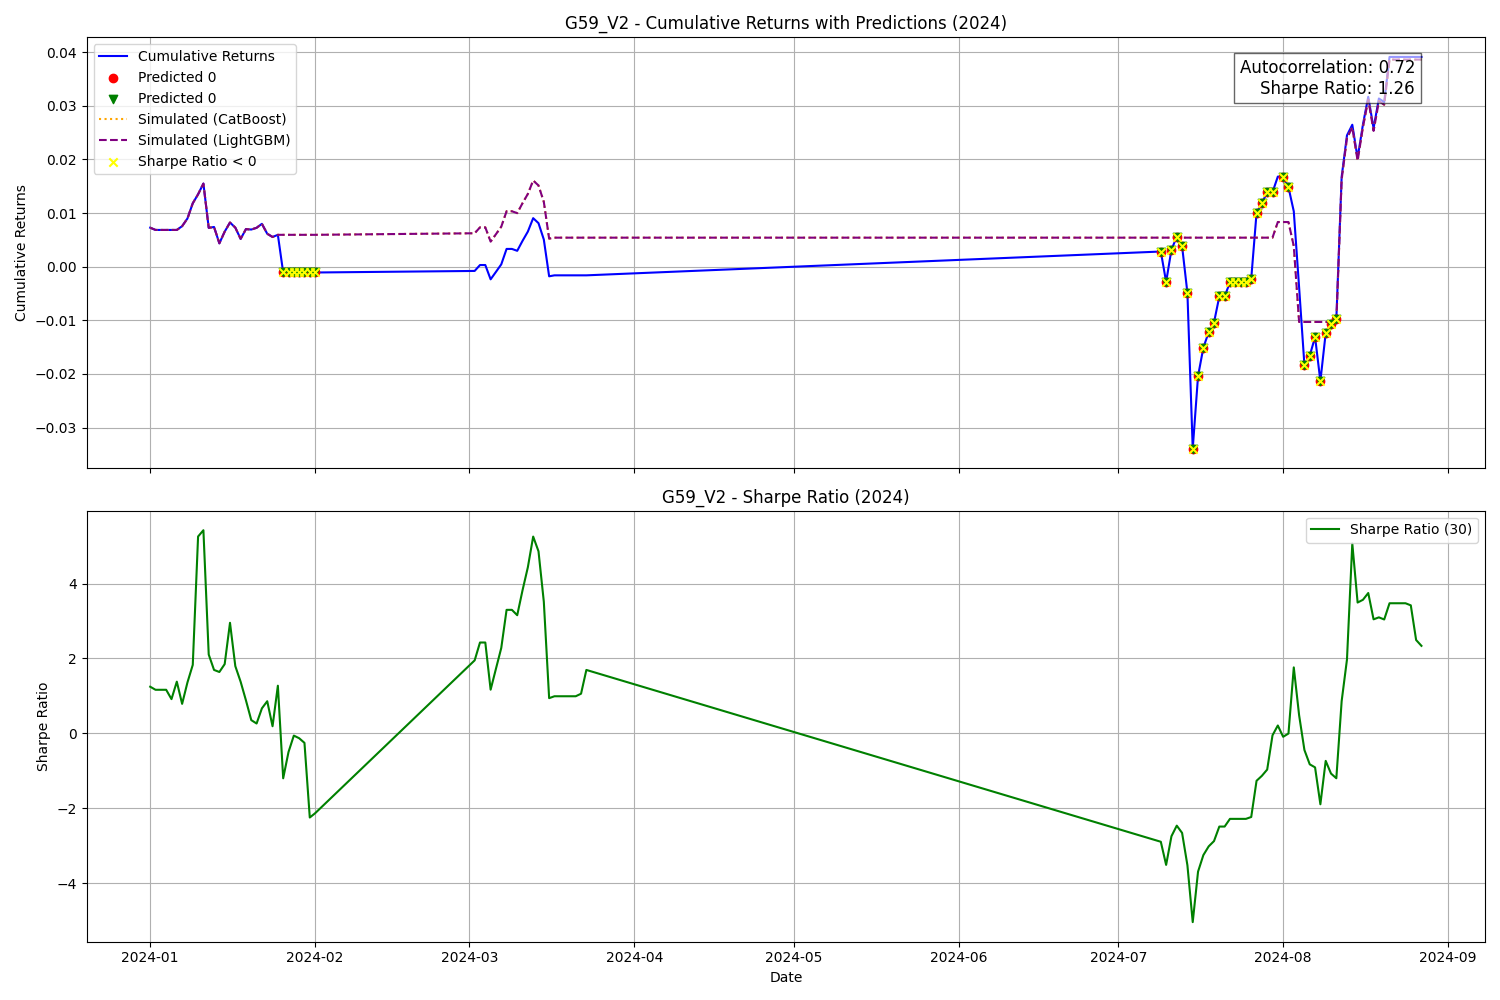 G59_V2 - Cumulative Returns with Predictions (2024)
Cumulative Returns
0.04
0.03
0.02
0.01
0.00
−0.01
−0.02
−0.03
Cumulative Returns
Predicted 0
Predicted 0
Simulated (CatBoost)
Simulated (LightGBM)
Sharpe Ratio < 0
Autocorrelation: 0.72
Sharpe Ratio: 1.26
G59_V2 - Sharpe Ratio (2024)
Sharpe Ratio
4
2
0
−2
−4
Sharpe Ratio (30)
2024-01
2024-02
2024-03
2024-04
2024-05
2024-06
2024-07
2024-08
2024-09
Date